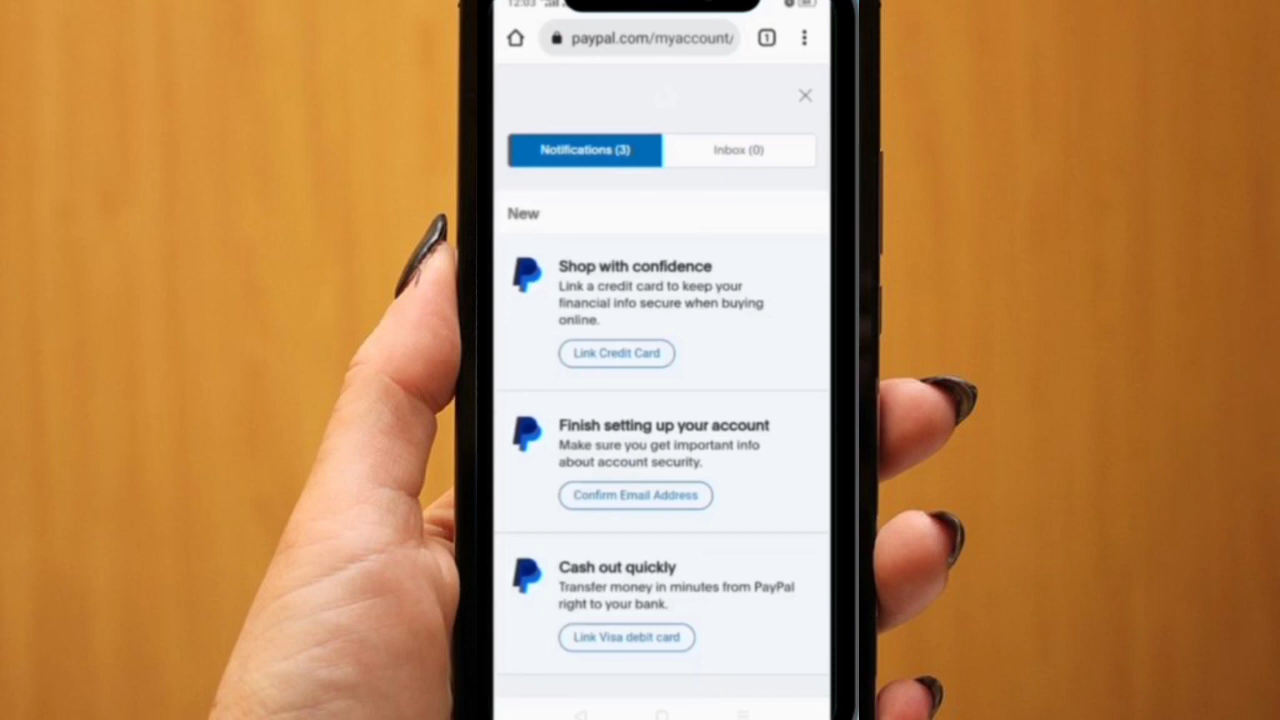 12:03
paypal.com/myaccount/
1
Notifications (3)
Inbox (0)
New
Shop with confidence
Link a credit card to keep your
financial info secure when buying
online.
Link Credit Card
Finish setting up your account
Make sure you get important info
about account security.
Confirm Email Address
Cash out quickly
Transfer money in minutes from PayPal
right to your bank.
Link Visa debit card